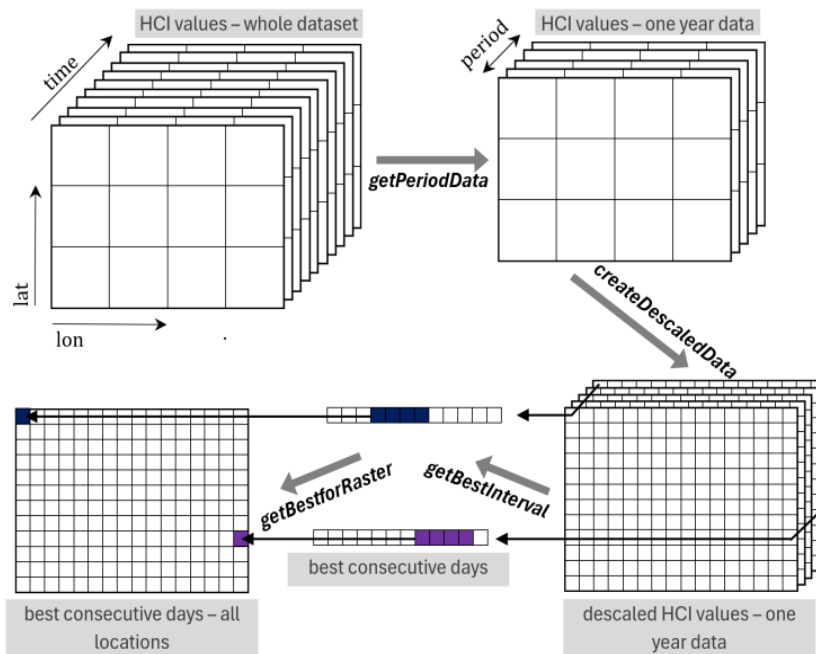 HCI values – whole dataset
HCI values – one year data
time
period
getPeriodData
lat
lon
createDescaledData
getBestInterval
getBestforRaster
best consecutive days
best consecutive days – all
locations
descaled HCI values – one
year data